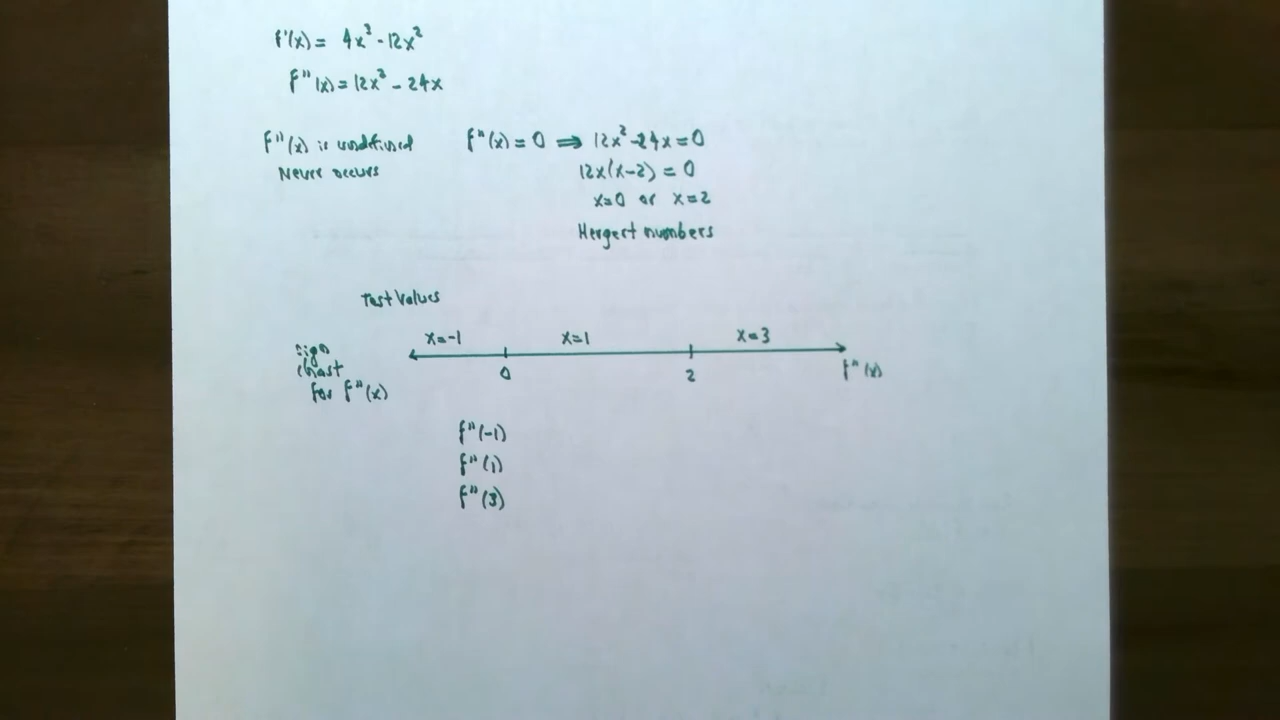 f'(x) = 4x³ - 12x²
f"(x) = 12x² - 24x
f"(x) is undefined
Never occurs
f"(x) = 0 ⇒ 12x² - 24x = 0
12x(x-2) = 0
x=0 or x=2
Hergert numbers
Test Values
x=-1 x=1 x=3
sign
chart
for f"(x)
0 2 f"(x)
f"(-1)
f"(1)
f"(3)